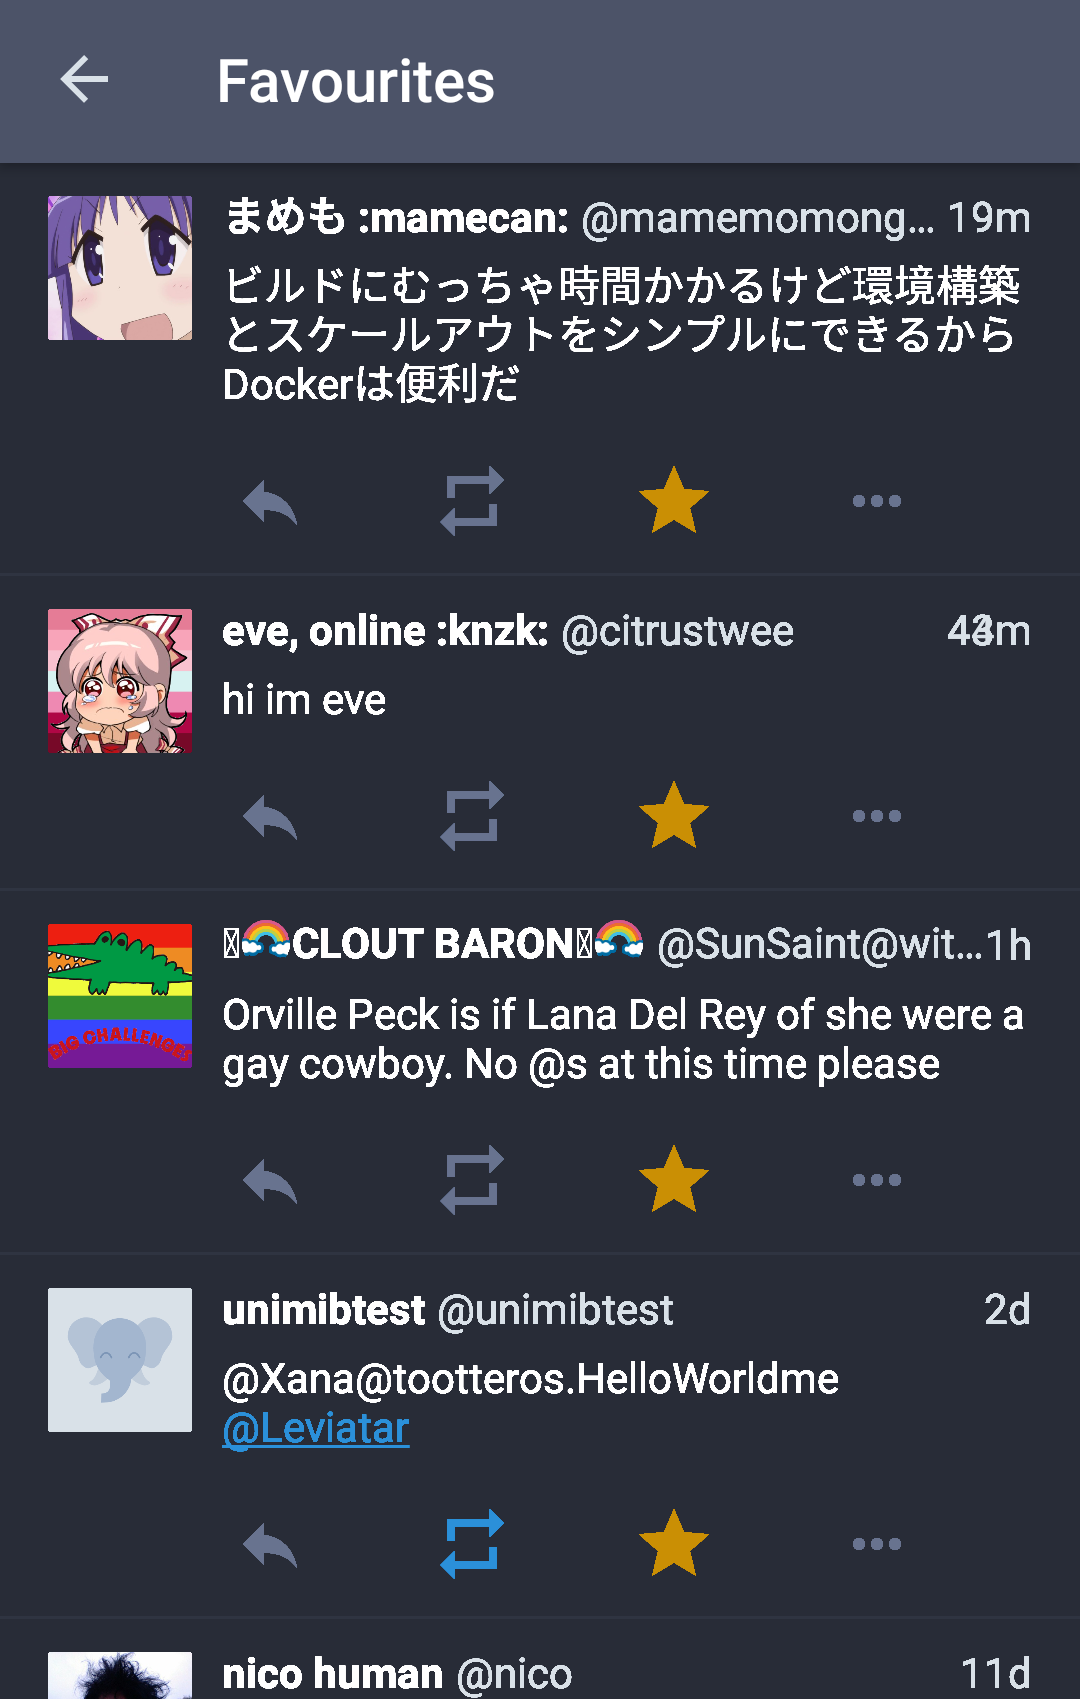 Favourites
まめも :mamecan: @mamemomong... 19m
ビルドにむっちゃ時間かかるけど環境構築
とスケールアウトをシンプルにできるから
Dockerは便利だ
eve, online :knzk: @citrustwee
hi im eve
🌈CLOUT BARON🌈 @SunSaint@wit... 1h
Orville Peck is if Lana Del Rey of she were a
gay cowboy. No @s at this time please
BIG CHALLENGES
unimibtest @unimibtest 2d
@Xana@tootteros.HelloWorldme
@Leviatar
nico human @nico 11d